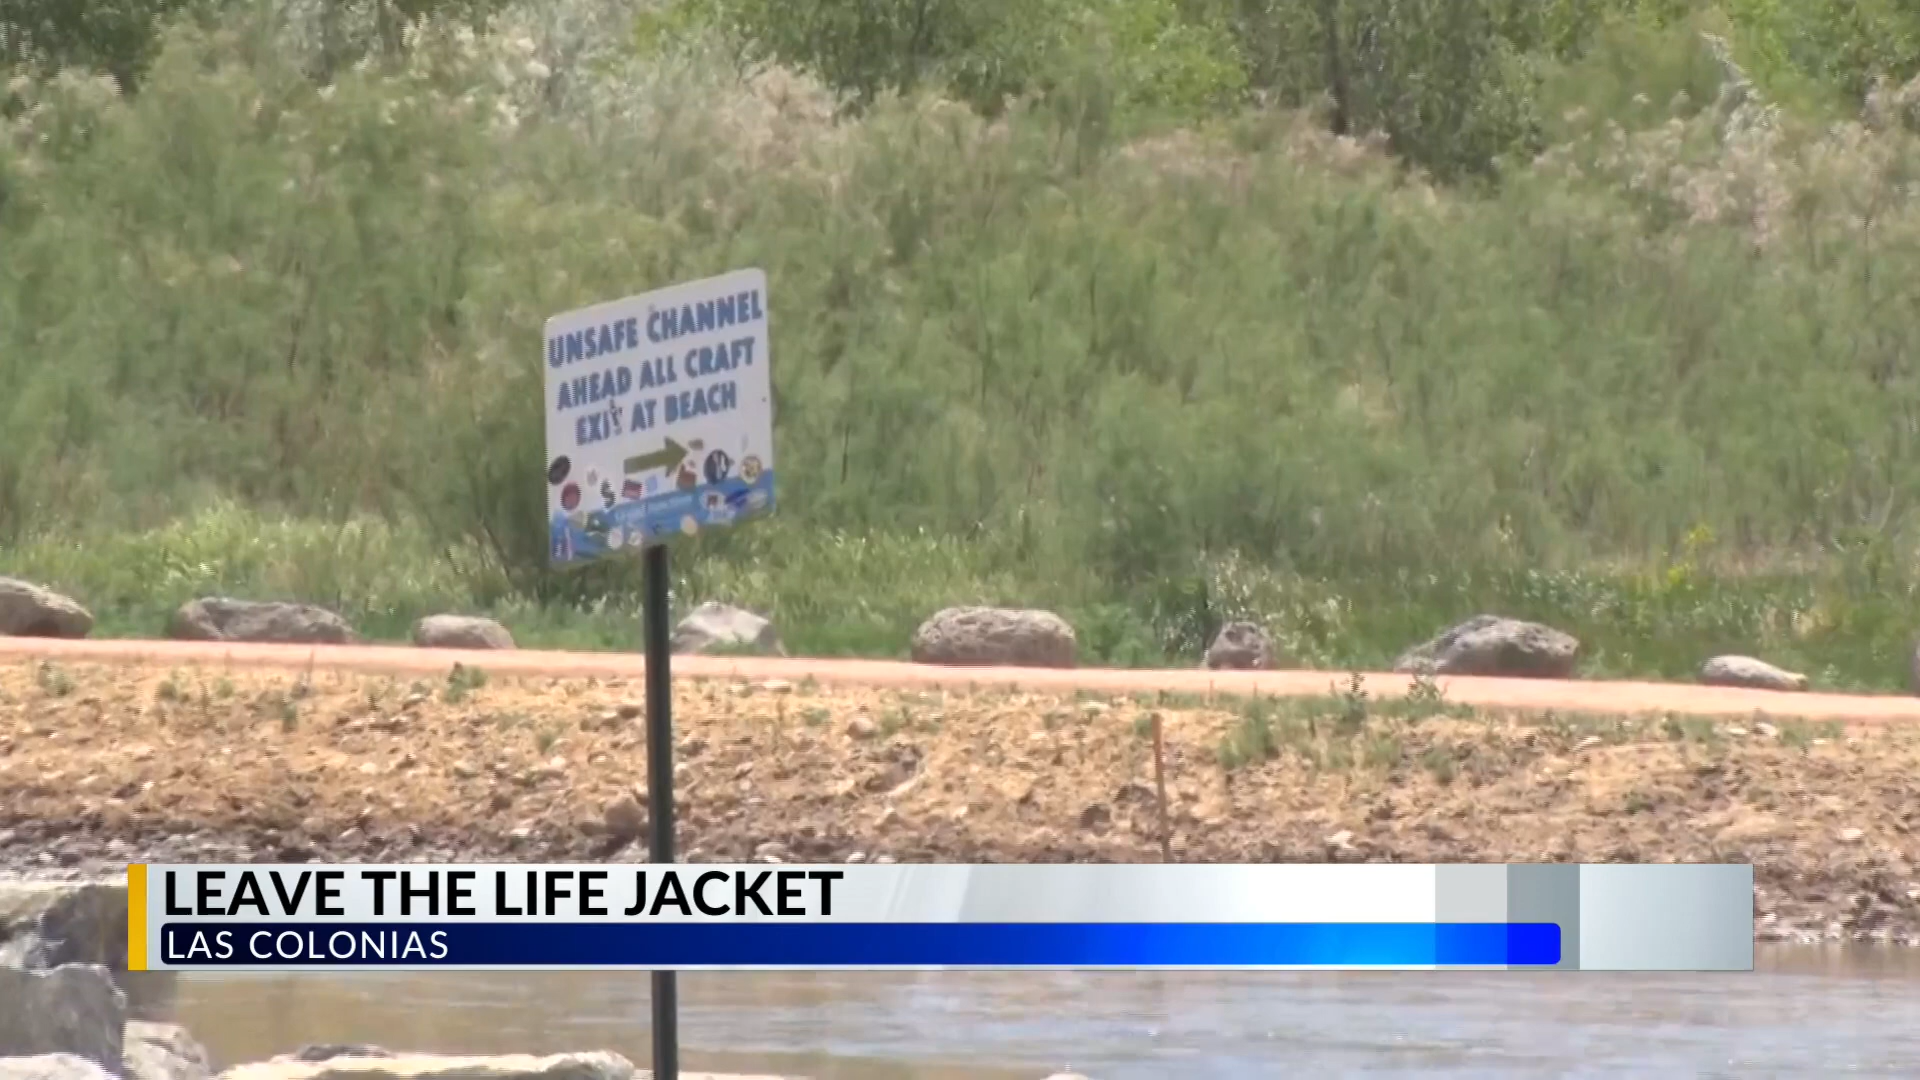 UNSAFE CHANNEL
AHEAD ALL CRAFT
EXIT AT BEACH
LEAVE THE LIFE JACKET
LAS COLONIAS